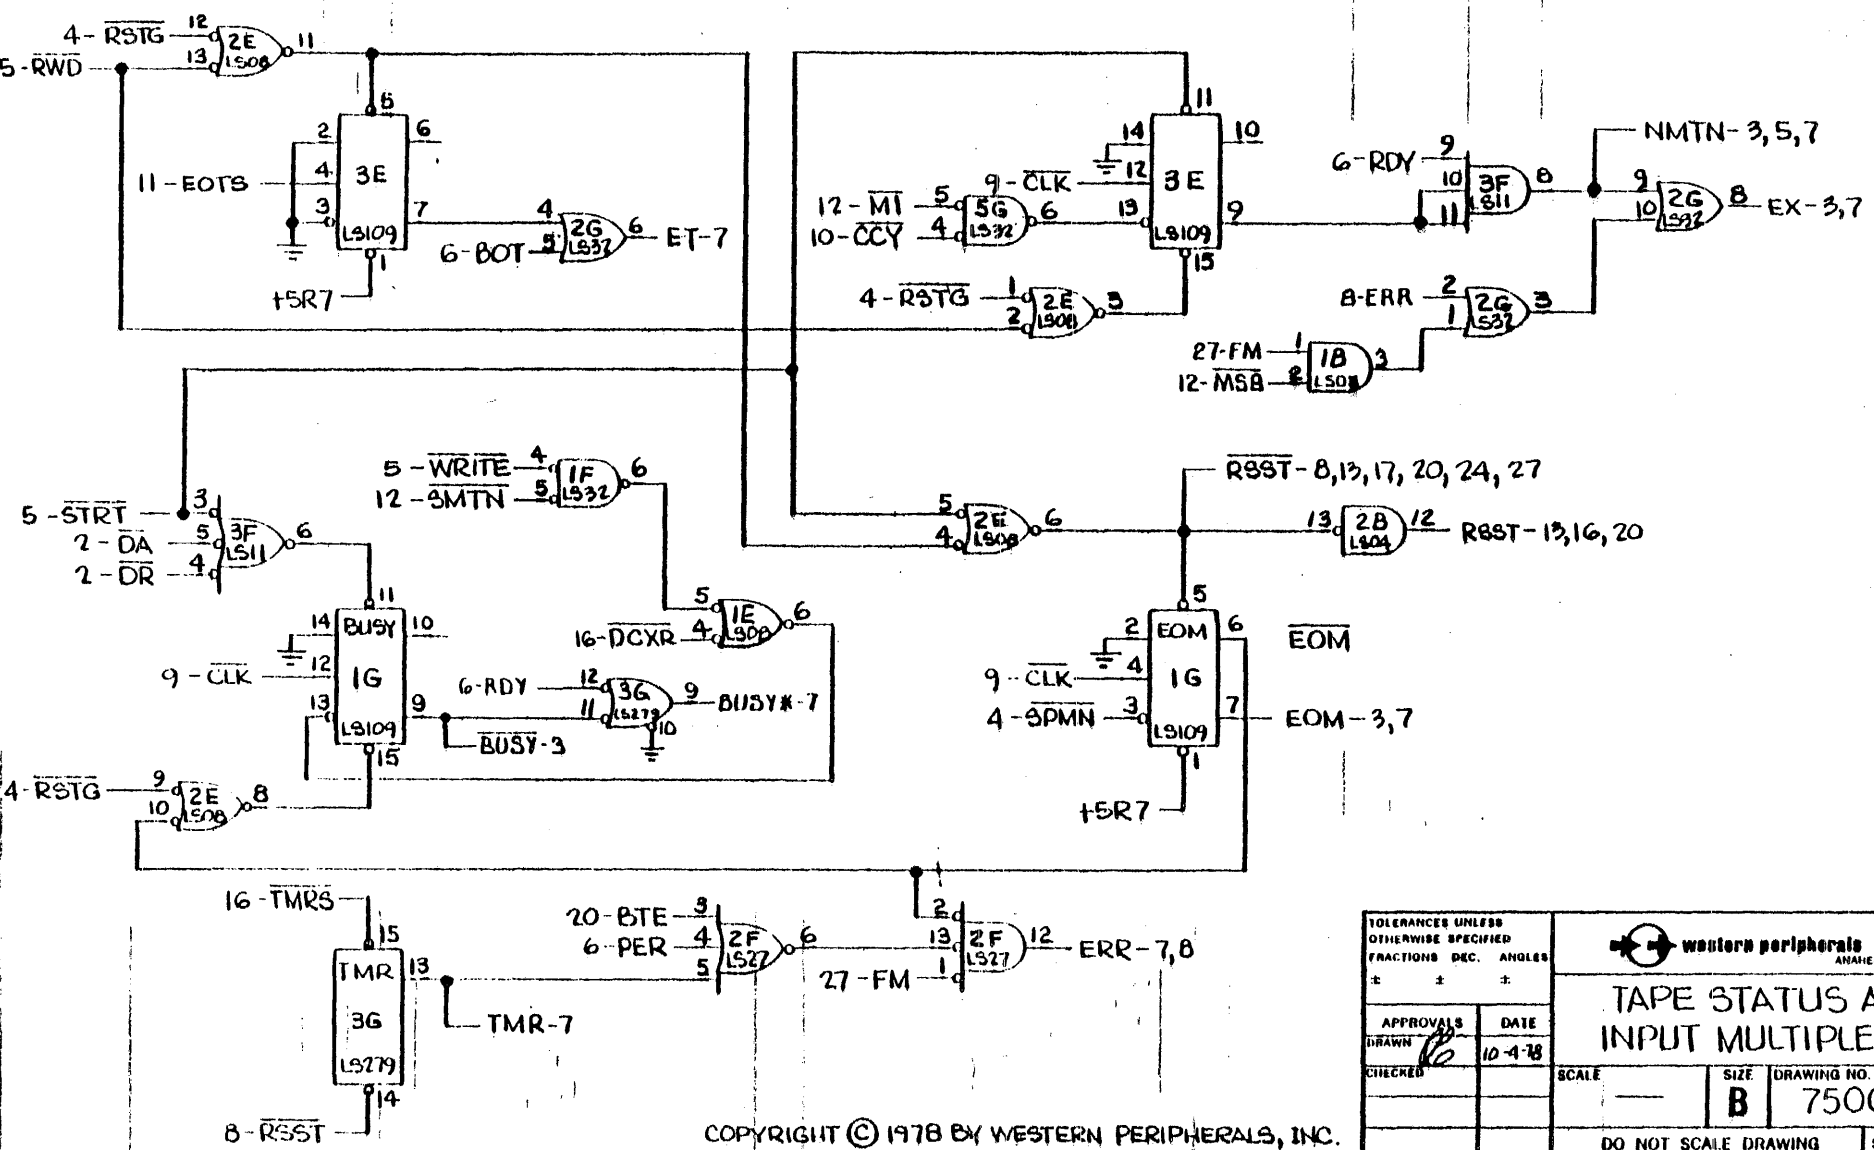 4-RSTG 12
5-RWD 13 2E LS08 11
5
2 6
11-EOTS 4 3E
3 7
LS109
1
+5R7
4
6-BOT 5 2G LS32 6 ET-7
11
14 10
9-CLK 12 3E
12-M1 5
10-CCY 4 5G LS32 6 13 9
LS109
15
4-RSTG 1
2 2E LS08 3
6-RDY 9
10
11 3F LS11 8
NMTN-3,5,7
9
10 2G LS32 8 EX-3,7
8-ERR 2
1 2G LS32 3
27-FM 1
12-MSB 2 1B 3
5-WRITE 4
12-SMTN 5 1F LS32 6
5-STRT 3
2-DA 5 3F LS11 6
2-DR 4
5
4 2E LS08 6
RSST-8,13,17,20,24,27
13 2B LS04 12 RSST-13,16,20
11
14 BUSY 10
9-CLK 12 1G
13 9
LS109
15
5
16-DCXR 4 1E LS08 6
6-RDY 12
11 3G LS279 9 BUSY*-7
10
BUSY-3
5
2 EOM 6 EOM
9-CLK 4 1G
4-SPMN 3 7 EOM-3,7
LS109
1
+5R7
4-RSTG 9
10 2E LS08 8
16-TMRS
15
TMR 13
3G
LS279
TMR-7
14
8-RSST
20-BTE 3
6-PER 4 2F LS27 6
5
2
13 2F LS27 12 ERR-7,8
27-FM 1
COPYRIGHT © 1978 BY WESTERN PERIPHERALS, INC.
TOLERANCES UNLESS
OTHERWISE SPECIFIED
FRACTIONS DEC. ANGLES
± ± ±
APPROVALS DATE
DRAWN 10-4-78
CHECKED
western peripherals
ANAHE
TAPE STATUS A
INPUT MULTIPLE
SCALE — SIZE B DRAWING NO. 7500
DO NOT SCALE DRAWING